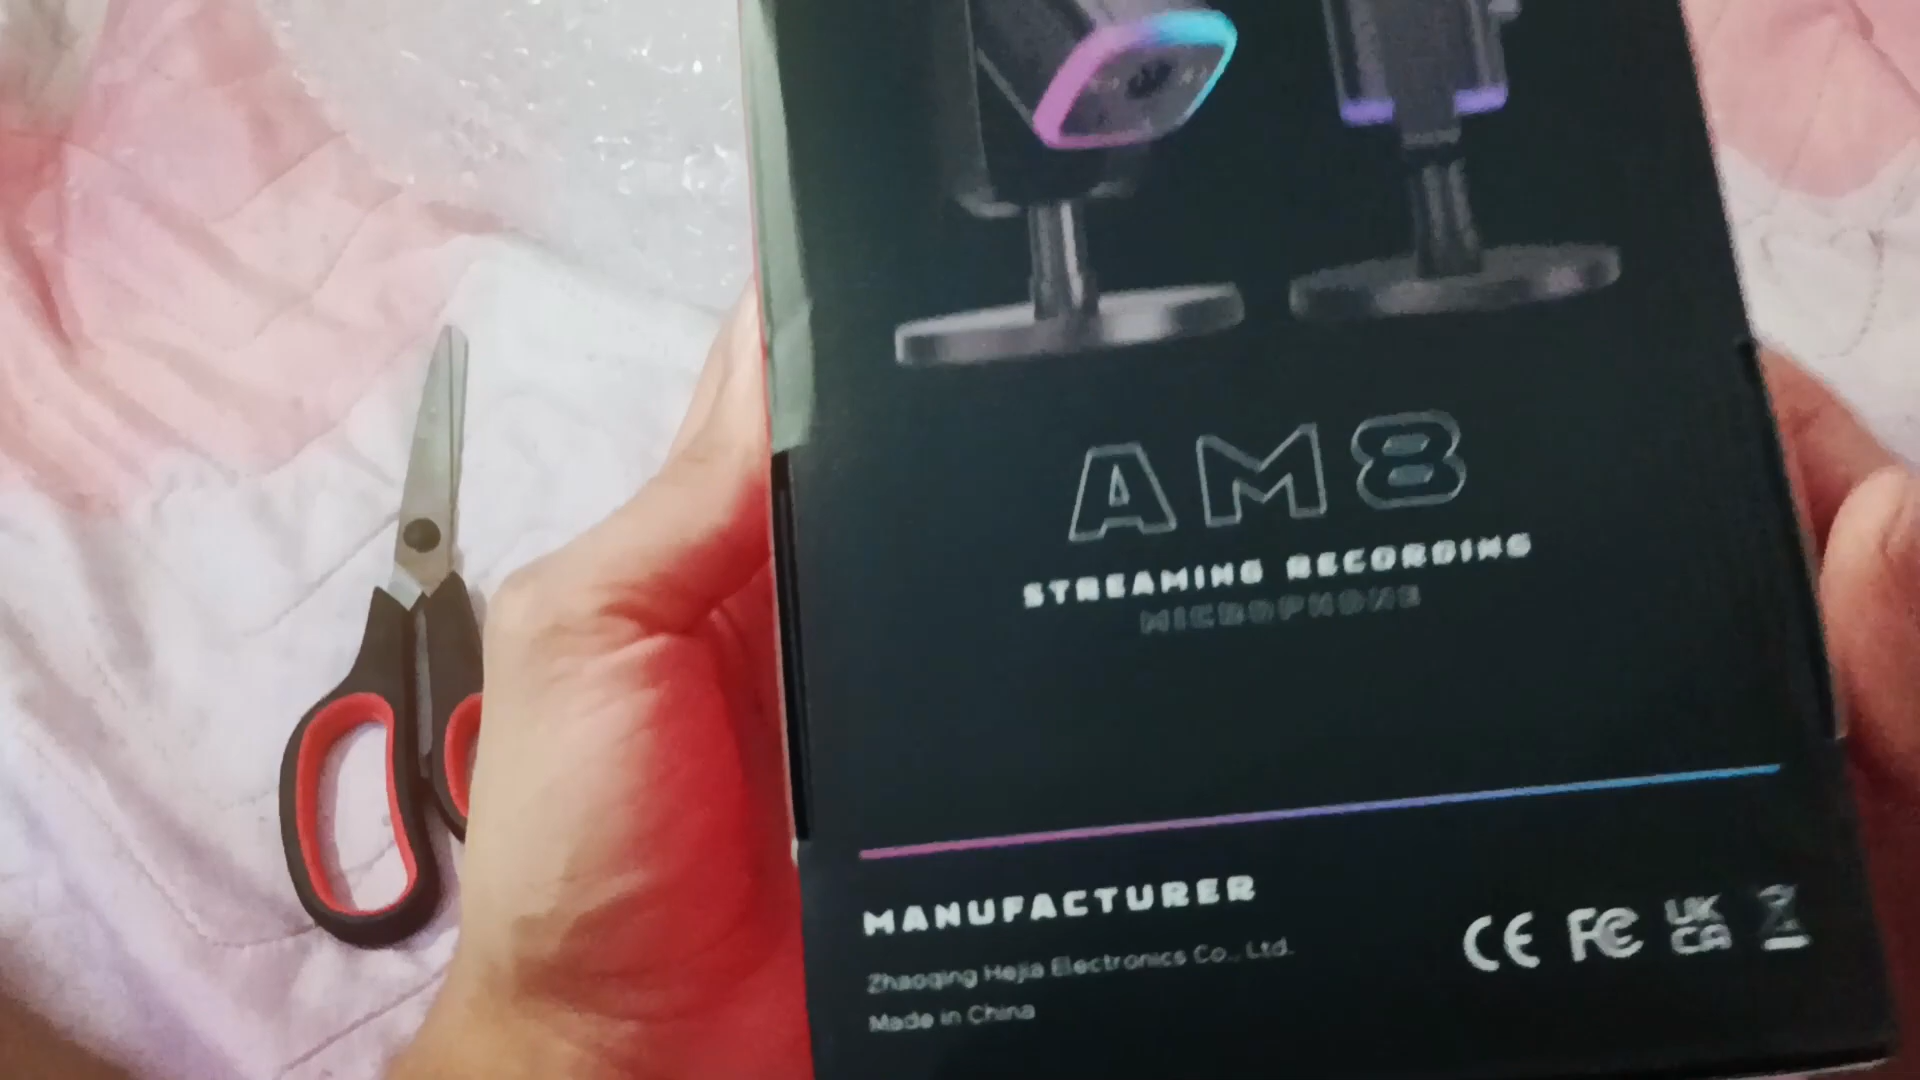 AM8
STREAMING RECORDING
MICROPHONE
MANUFACTURER
Zhaoqing Hejia Electronics Co., Ltd.
Made in China
CE FC UK
CA